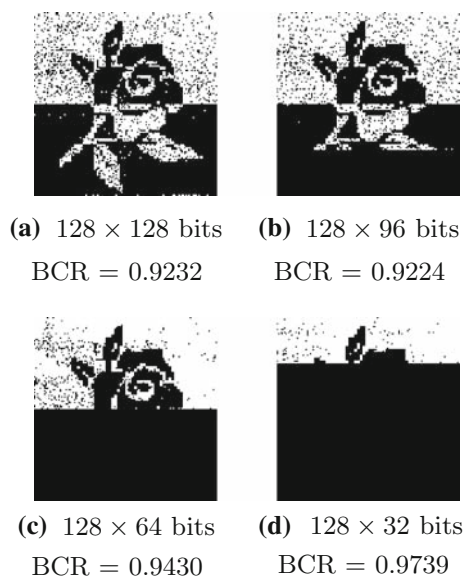 (a) 128 × 128 bits (b) 128 × 96 bits
BCR = 0.9232 BCR = 0.9224
(c) 128 × 64 bits (d) 128 × 32 bits
BCR = 0.9430 BCR = 0.9739